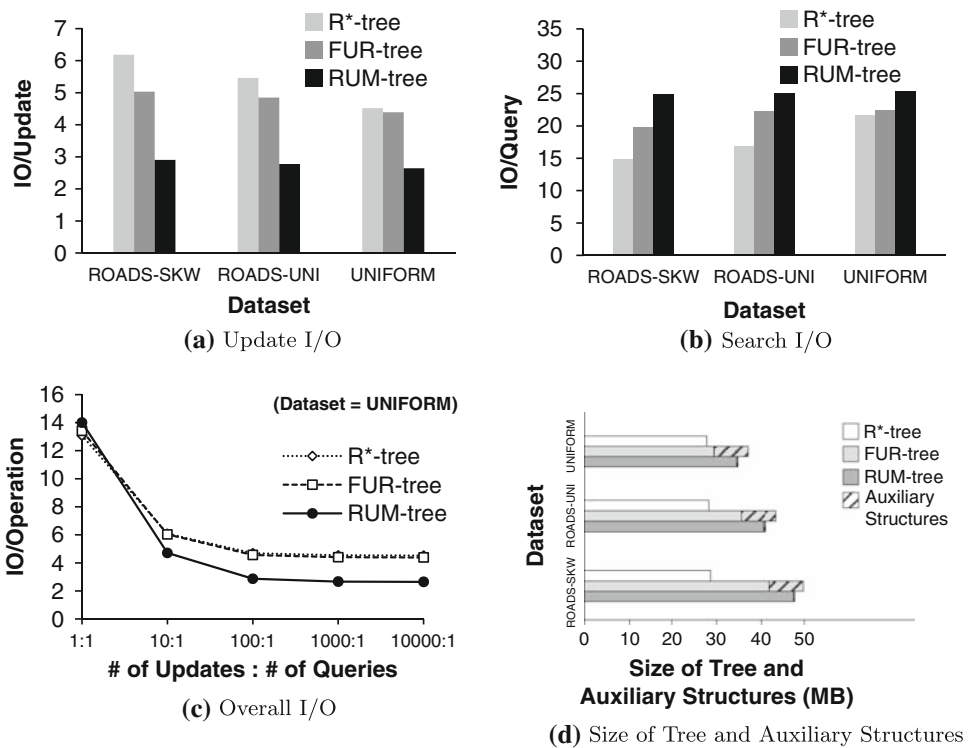 R*-tree
FUR-tree
RUM-tree
7
6
5
4
3
2
1
0
IO/Update
ROADS-SKW ROADS-UNI UNIFORM
Dataset
(a) Update I/O
R*-tree
FUR-tree
RUM-tree
35
30
25
20
15
10
5
0
IO/Query
ROADS-SKW ROADS-UNI UNIFORM
Dataset
(b) Search I/O
16
14
12
10
8
6
4
2
0
IO/Operation
(Dataset = UNIFORM)
R*-tree
FUR-tree
RUM-tree
1:1 10:1 100:1 1000:1 10000:1
# of Updates : # of Queries
(c) Overall I/O
Dataset
UNIFORM
ROADS-UNI
ROADS-SKW
R*-tree
FUR-tree
RUM-tree
Auxiliary
Structures
0 10 20 30 40 50
Size of Tree and
Auxiliary Structures (MB)
(d) Size of Tree and Auxiliary Structures